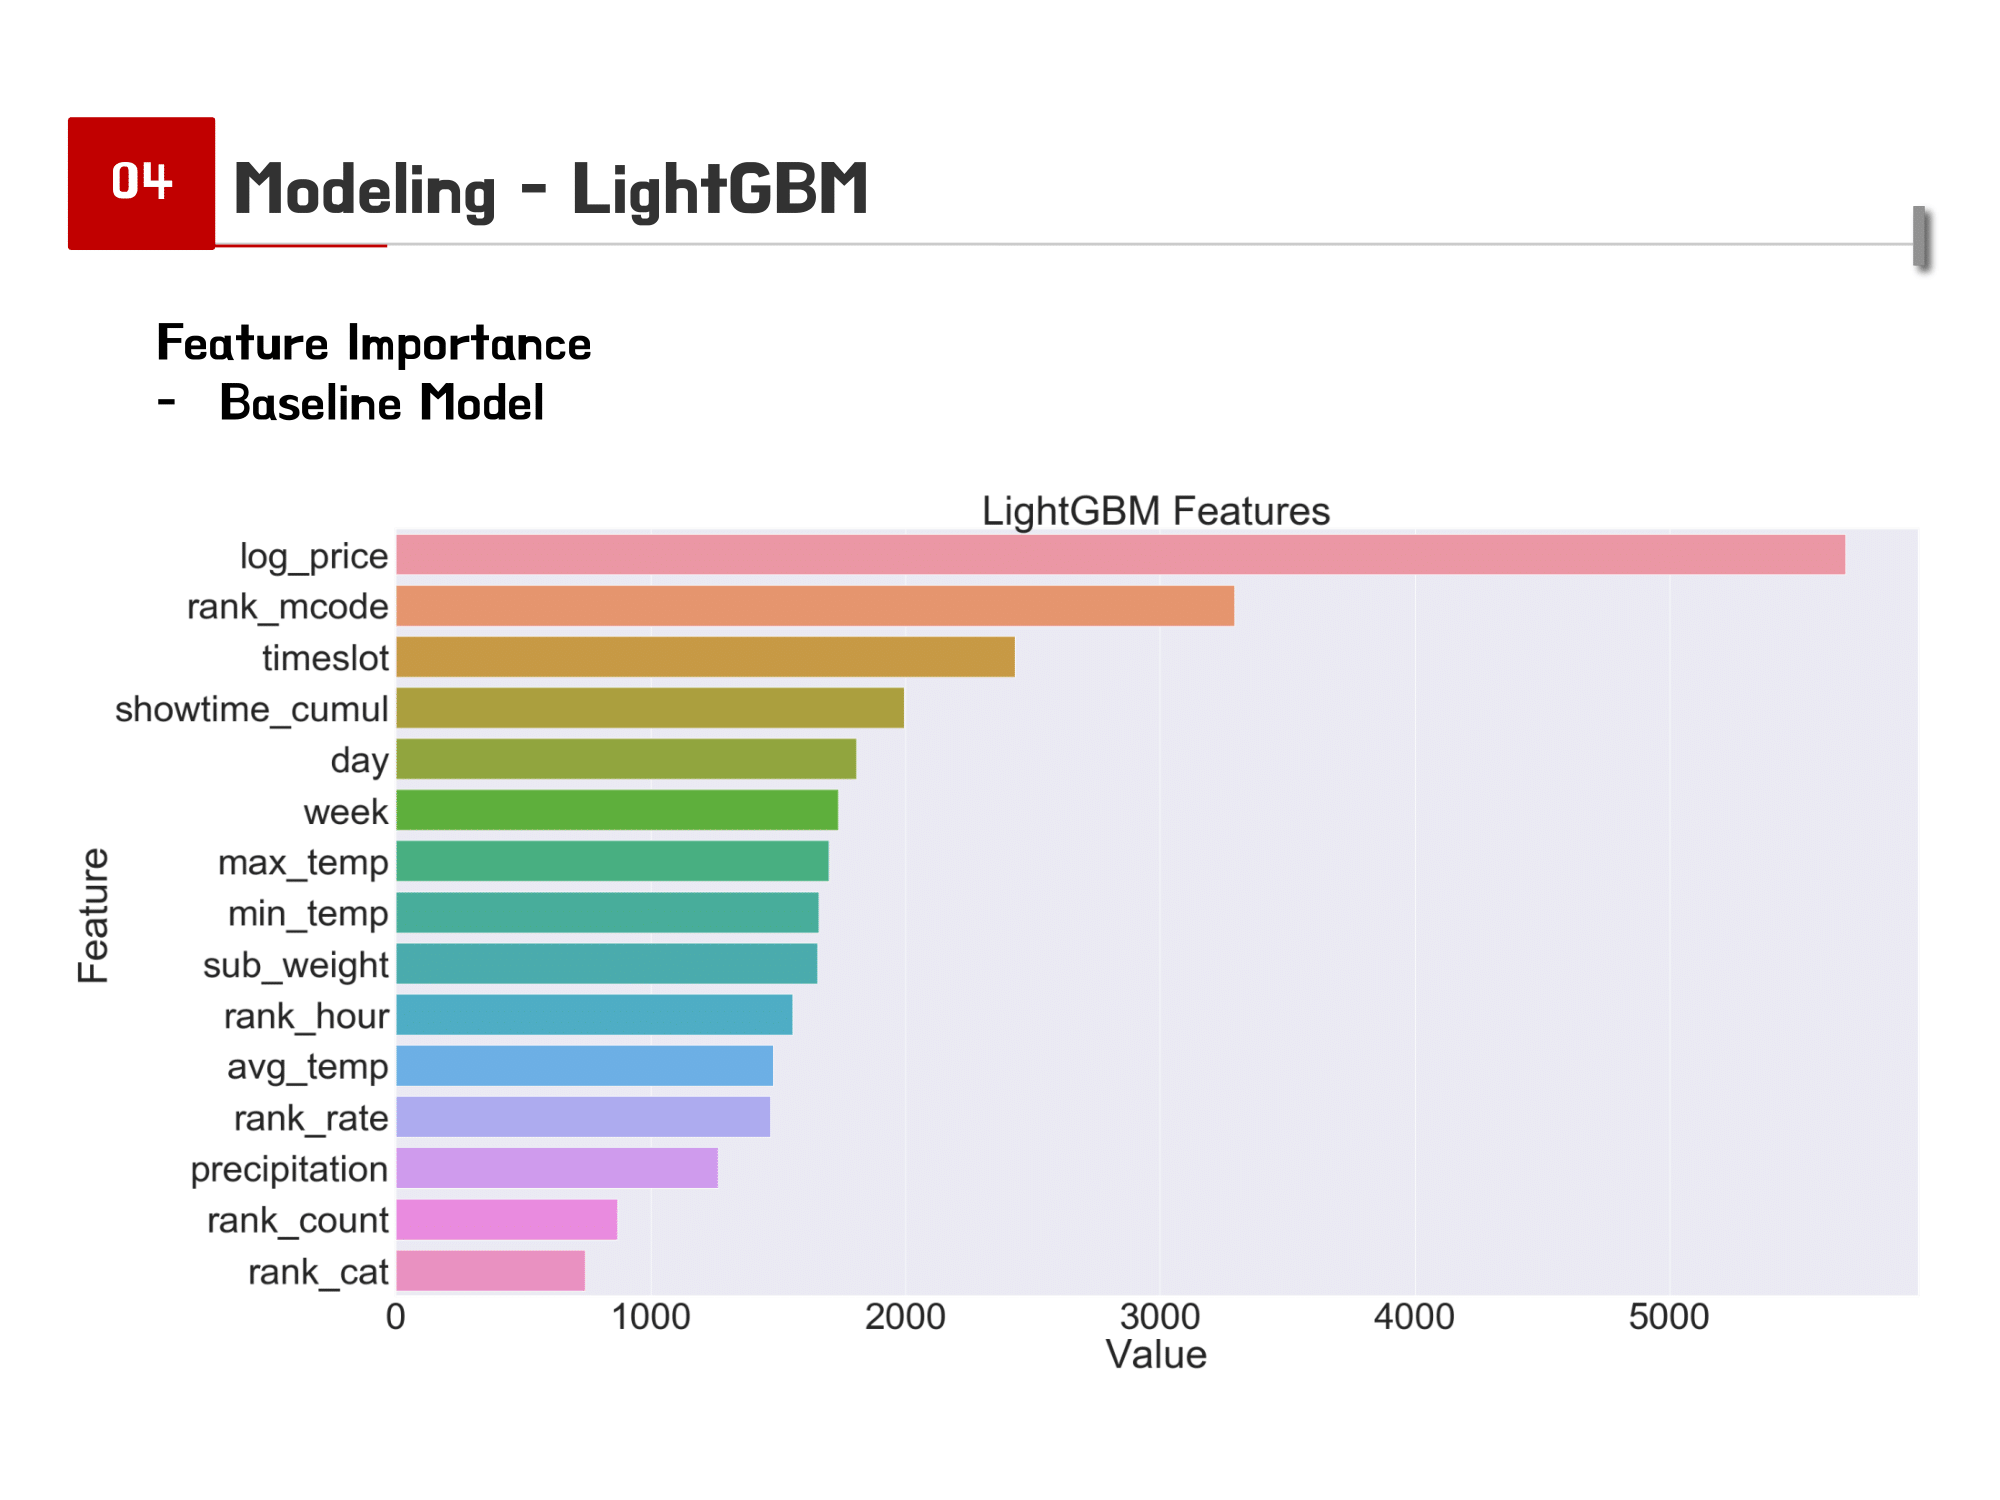 04
Modeling - LightGBM
Feature Importance
- Baseline Model
LightGBM Features
log_price
rank_mcode
timeslot
showtime_cumul
day
week
max_temp
min_temp
sub_weight
rank_hour
avg_temp
rank_rate
precipitation
rank_count
rank_cat
Feature
0 1000 2000 3000 4000 5000
Value